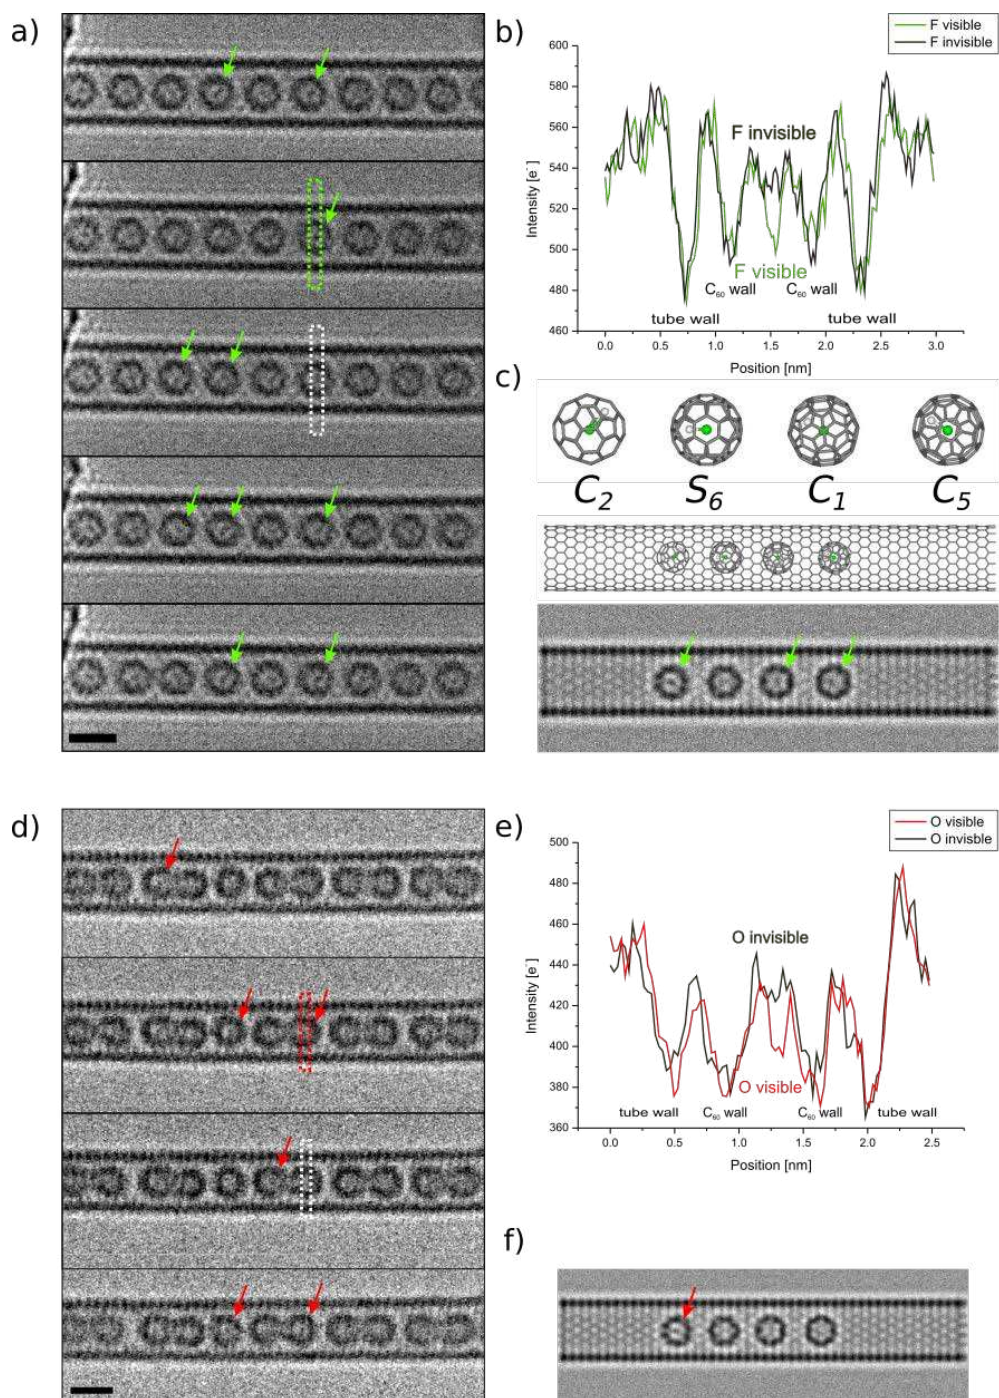 a)
b)
F visible
F invisible
600
580
560
540
520
500
480
460
Intensity [e⁻]
F invisible
F visible
C₆₀ wall
C₆₀ wall
tube wall
tube wall
0.0 0.5 1.0 1.5 2.0 2.5 3.0
Position [nm]
c)
C₂ S₆ C₁ C₅
d)
e)
O visible
O invisble
500
480
460
440
420
400
380
360
Intensity [e⁻]
O invisible
O visible
tube wall
C₆₀ wall
C₆₀ wall
tube wall
0.0 0.5 1.0 1.5 2.0 2.5
Position [nm]
f)